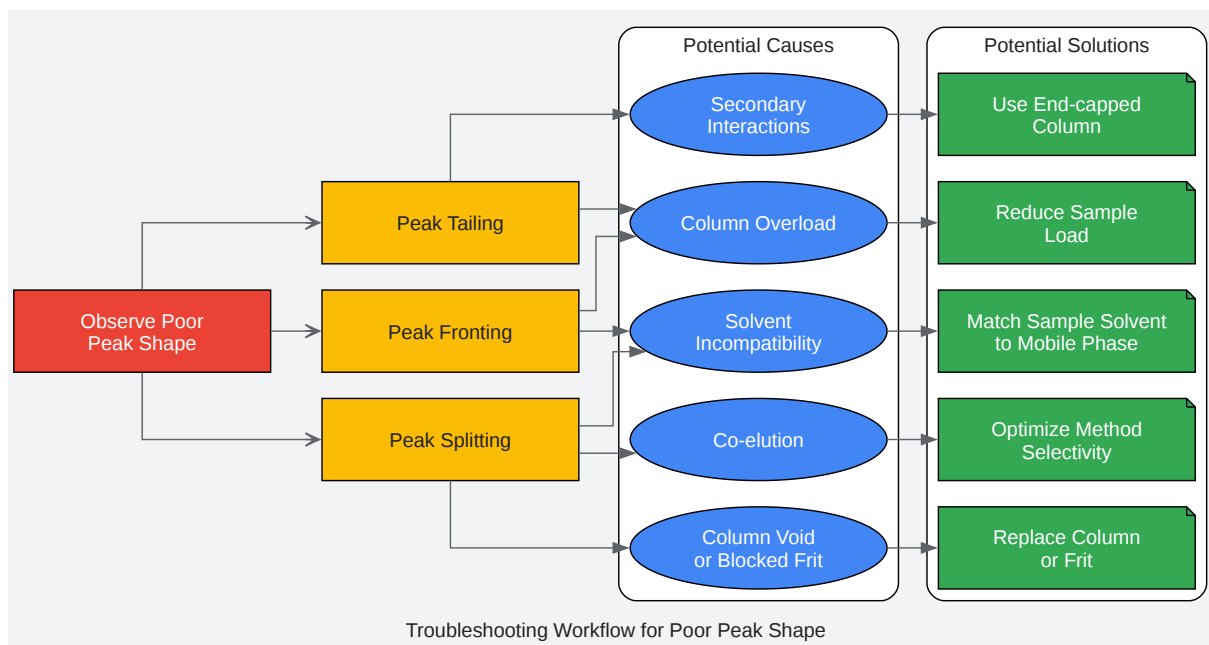 Potential Causes
Potential Solutions
Secondary
Interactions
Use End-capped
Column
Peak Tailing
Column Overload
Reduce Sample
Load
Observe Poor
Peak Shape
Peak Fronting
Solvent
Incompatibility
Match Sample Solvent
to Mobile Phase
Peak Splitting
Co-elution
Optimize Method
Selectivity
Column Void
or Blocked Frit
Replace Column
or Frit
Troubleshooting Workflow for Poor Peak Shape